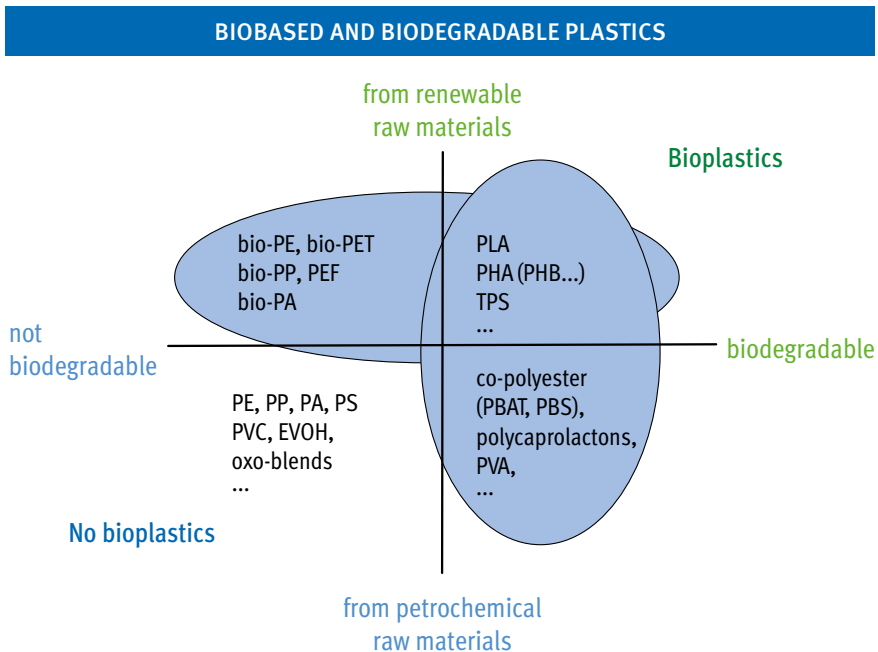 BIOBASED AND BIODEGRADABLE PLASTICS
from renewable
raw materials
Bioplastics
bio-PE, bio-PET
bio-PP, PEF
bio-PA
PLA
PHA (PHB...)
TPS
...
not
biodegradable
biodegradable
PE, PP, PA, PS
PVC, EVOH,
oxo-blends
...
co-polyester
(PBAT, PBS),
polycaprolactons,
PVA,
...
No bioplastics
from petrochemical
raw materials